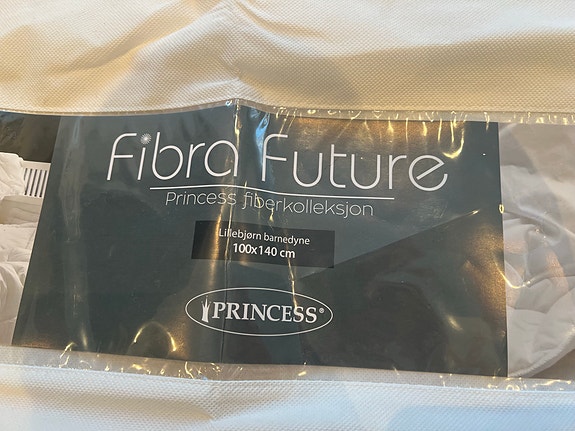 Fibra Future
Princess fiberkolleksjon
Lillebjørn barnedyne
100x140 cm
PRINCESS®